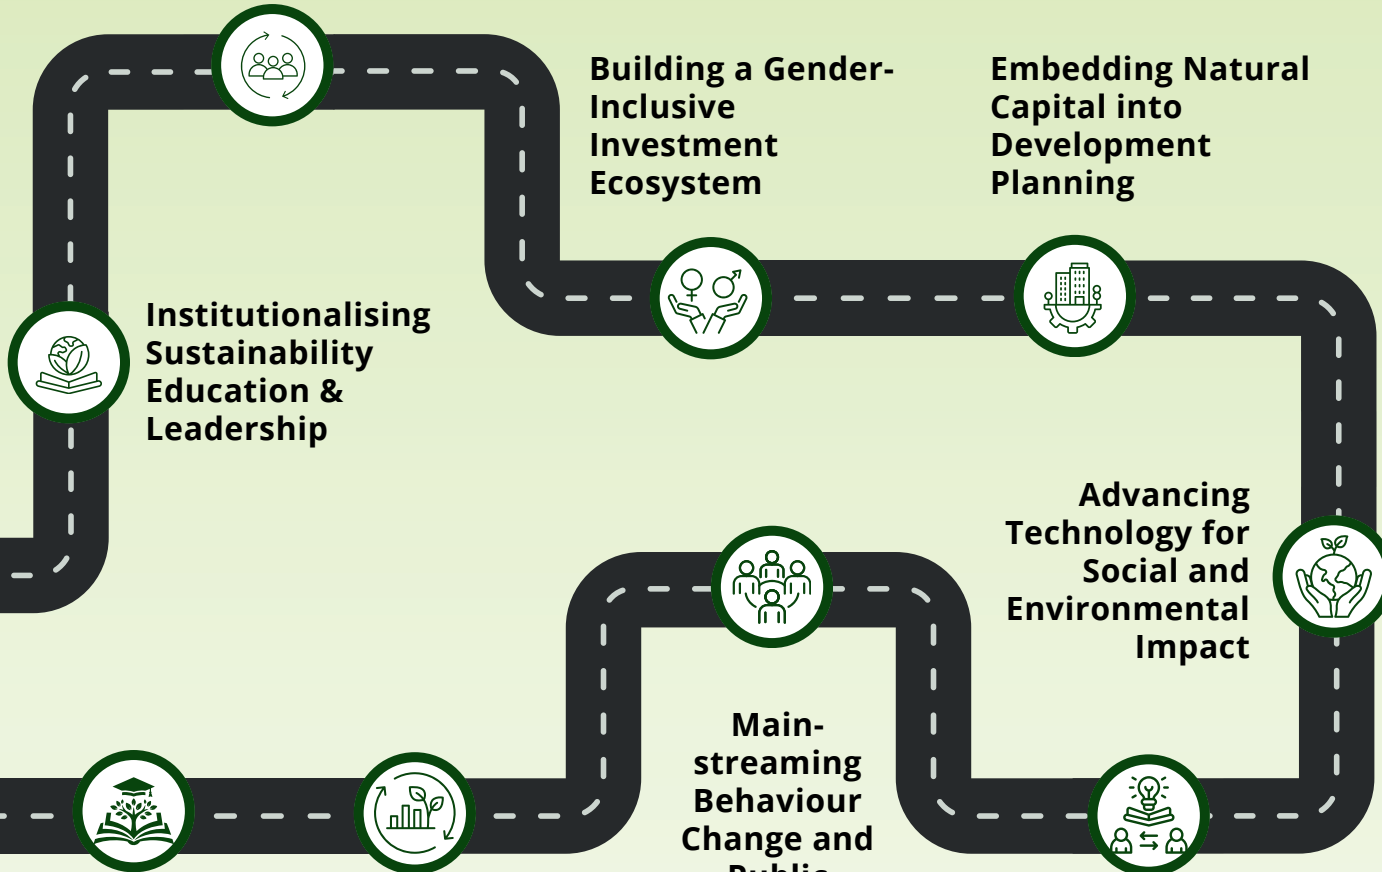 Building a Gender-
Inclusive
Investment
Ecosystem
Embedding Natural
Capital into
Development
Planning
Institutionalising
Sustainability
Education &
Leadership
Advancing
Technology for
Social and
Environmental
Impact
Main-
streaming
Behaviour
Change and
Public